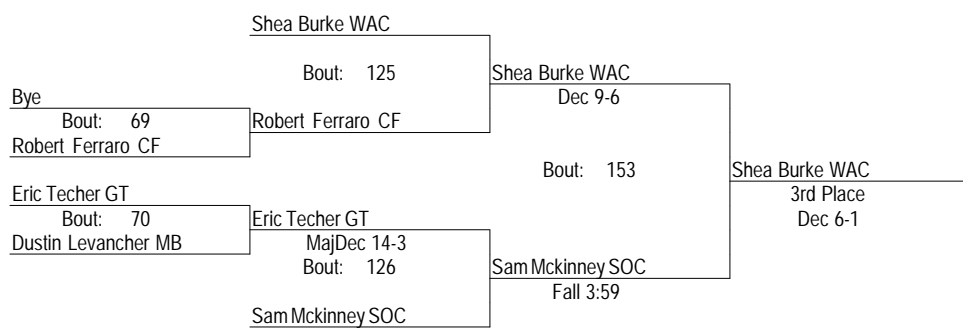 Shea Burke WAC
Bout: 125
Shea Burke WAC
Bye
Dec 9-6
Bout: 69
Robert Ferraro CF
Robert Ferraro CF
Bout: 153
Shea Burke WAC
Eric Techer GT
3rd Place
Bout: 70
Eric Techer GT
Dec 6-1
Dustin Levancher MB
MajDec 14-3
Bout: 126
Sam Mckinney SOC
Fall 3:59
Sam Mckinney SOC